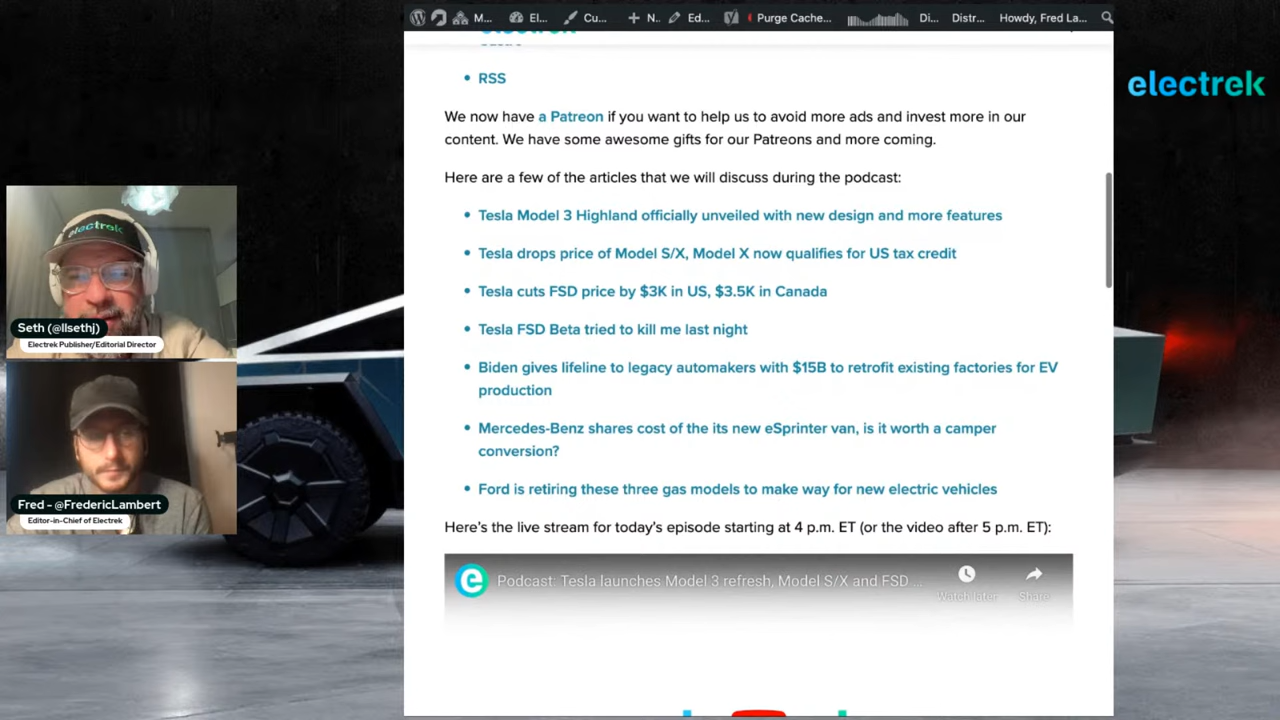 M...
El...
Cu...
N.
Ed...
Purge Cache...
Di...
Distr...
Howdy, Fred La...
electrek
RSS
We now have a Patreon if you want to help us to avoid more ads and invest more in our
content. We have some awesome gifts for our Patreons and more coming.
Here are a few of the articles that we will discuss during the podcast:
Tesla Model 3 Highland officially unveiled with new design and more features
Tesla drops price of Model S/X, Model X now qualifies for US tax credit
Tesla cuts FSD price by $3K in US, $3.5K in Canada
Tesla FSD Beta tried to kill me last night
Biden gives lifeline to legacy automakers with $15B to retrofit existing factories for EV
production
Mercedes-Benz shares cost of the its new eSprinter van, is it worth a camper
conversion?
Ford is retiring these three gas models to make way for new electric vehicles
Here's the live stream for today's episode starting at 4 p.m. ET (or the video after 5 p.m. ET):
Podcast: Tesla launches Model 3 refresh, Model S/X and FSD ...
Watch later
Share
electrek
Seth (@llsethj)
Electrek Publisher/Editorial Director
Fred - @FredericLambert
Editor-in-Chief of Electrek